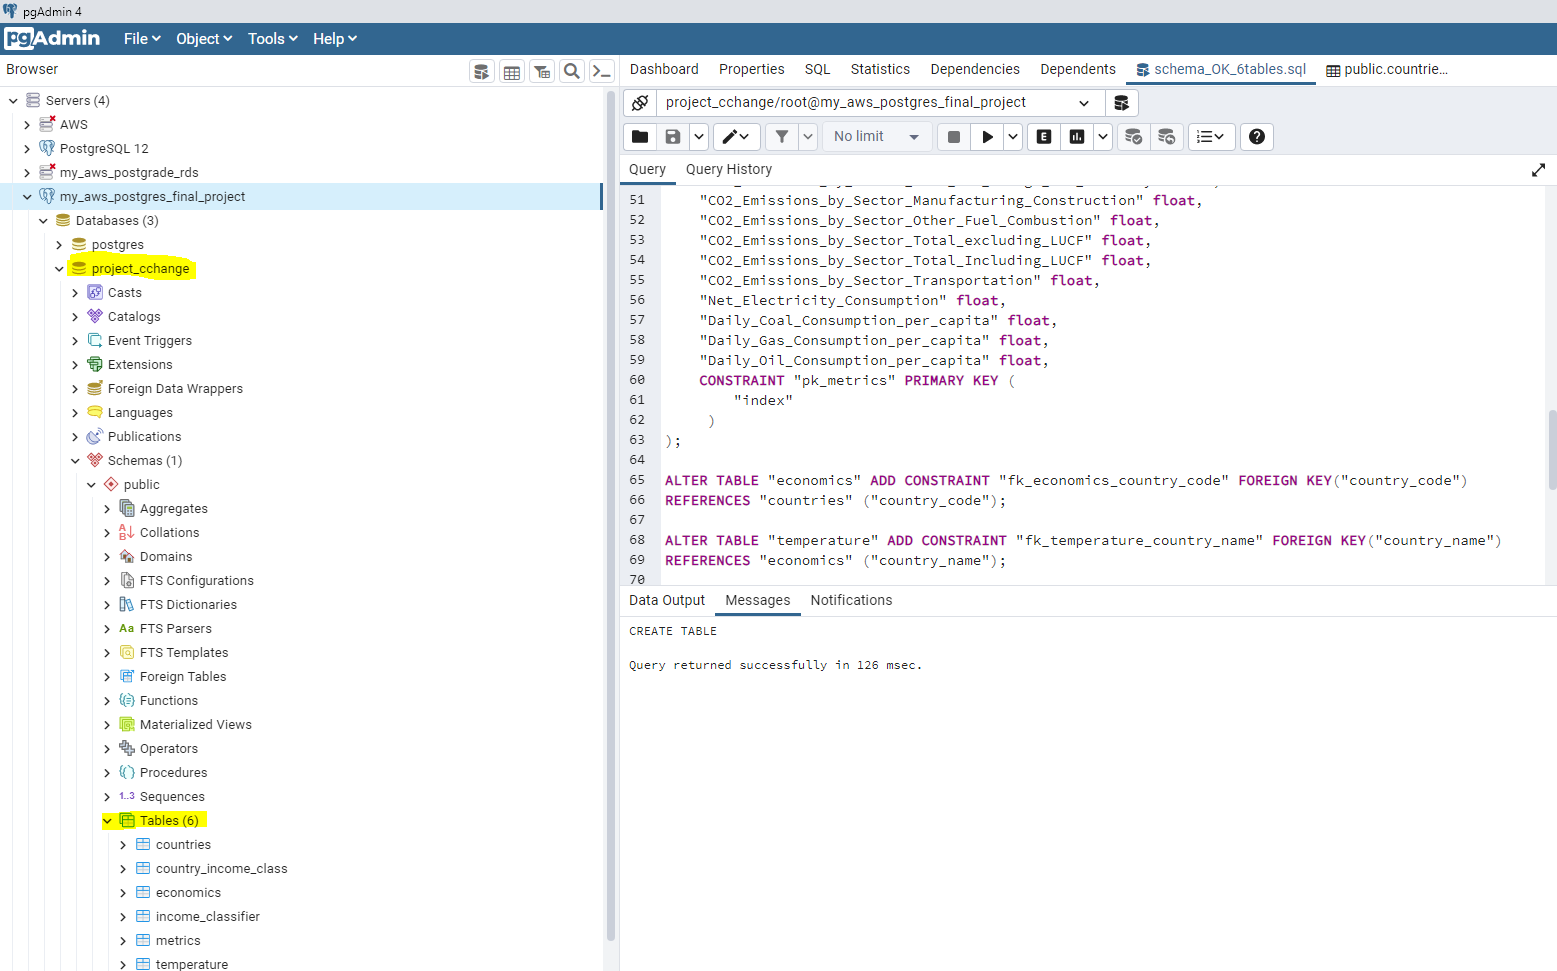 pgAdmin 4
pgAdmin File Object Tools Help
Browser
Dashboard Properties SQL Statistics Dependencies Dependents schema_OK_6tables.sql public.countrie...
Servers (4)
AWS
PostgreSQL 12
my_aws_postgrade_rds
my_aws_postgres_final_project
Databases (3)
postgres
project_cchange
Casts
Catalogs
Event Triggers
Extensions
Foreign Data Wrappers
Languages
Publications
Schemas (1)
public
Aggregates
Collations
Domains
FTS Configurations
FTS Dictionaries
Aa FTS Parsers
FTS Templates
Foreign Tables
Functions
Materialized Views
Operators
Procedures
1..3 Sequences
Tables (6)
countries
country_income_class
economics
income_classifier
metrics
temperature
project_cchange/root@my_aws_postgres_final_project
No limit
E
Query Query History
51 "CO2_Emissions_by_Sector_Manufacturing_Construction" float,
52 "CO2_Emissions_by_Sector_Other_Fuel_Combustion" float,
53 "CO2_Emissions_by_Sector_Total_excluding_LUCF" float,
54 "CO2_Emissions_by_Sector_Total_Including_LUCF" float,
55 "CO2_Emissions_by_Sector_Transportation" float,
56 "Net_Electricity_Consumption" float,
57 "Daily_Coal_Consumption_per_capita" float,
58 "Daily_Gas_Consumption_per_capita" float,
59 "Daily_Oil_Consumption_per_capita" float,
60 CONSTRAINT "pk_metrics" PRIMARY KEY (
61 "index"
62 )
63 );
64
65 ALTER TABLE "economics" ADD CONSTRAINT "fk_economics_country_code" FOREIGN KEY("country_code")
66 REFERENCES "countries" ("country_code");
67
68 ALTER TABLE "temperature" ADD CONSTRAINT "fk_temperature_country_name" FOREIGN KEY("country_name")
69 REFERENCES "economics" ("country_name");
70
Data Output Messages Notifications
CREATE TABLE
Query returned successfully in 126 msec.